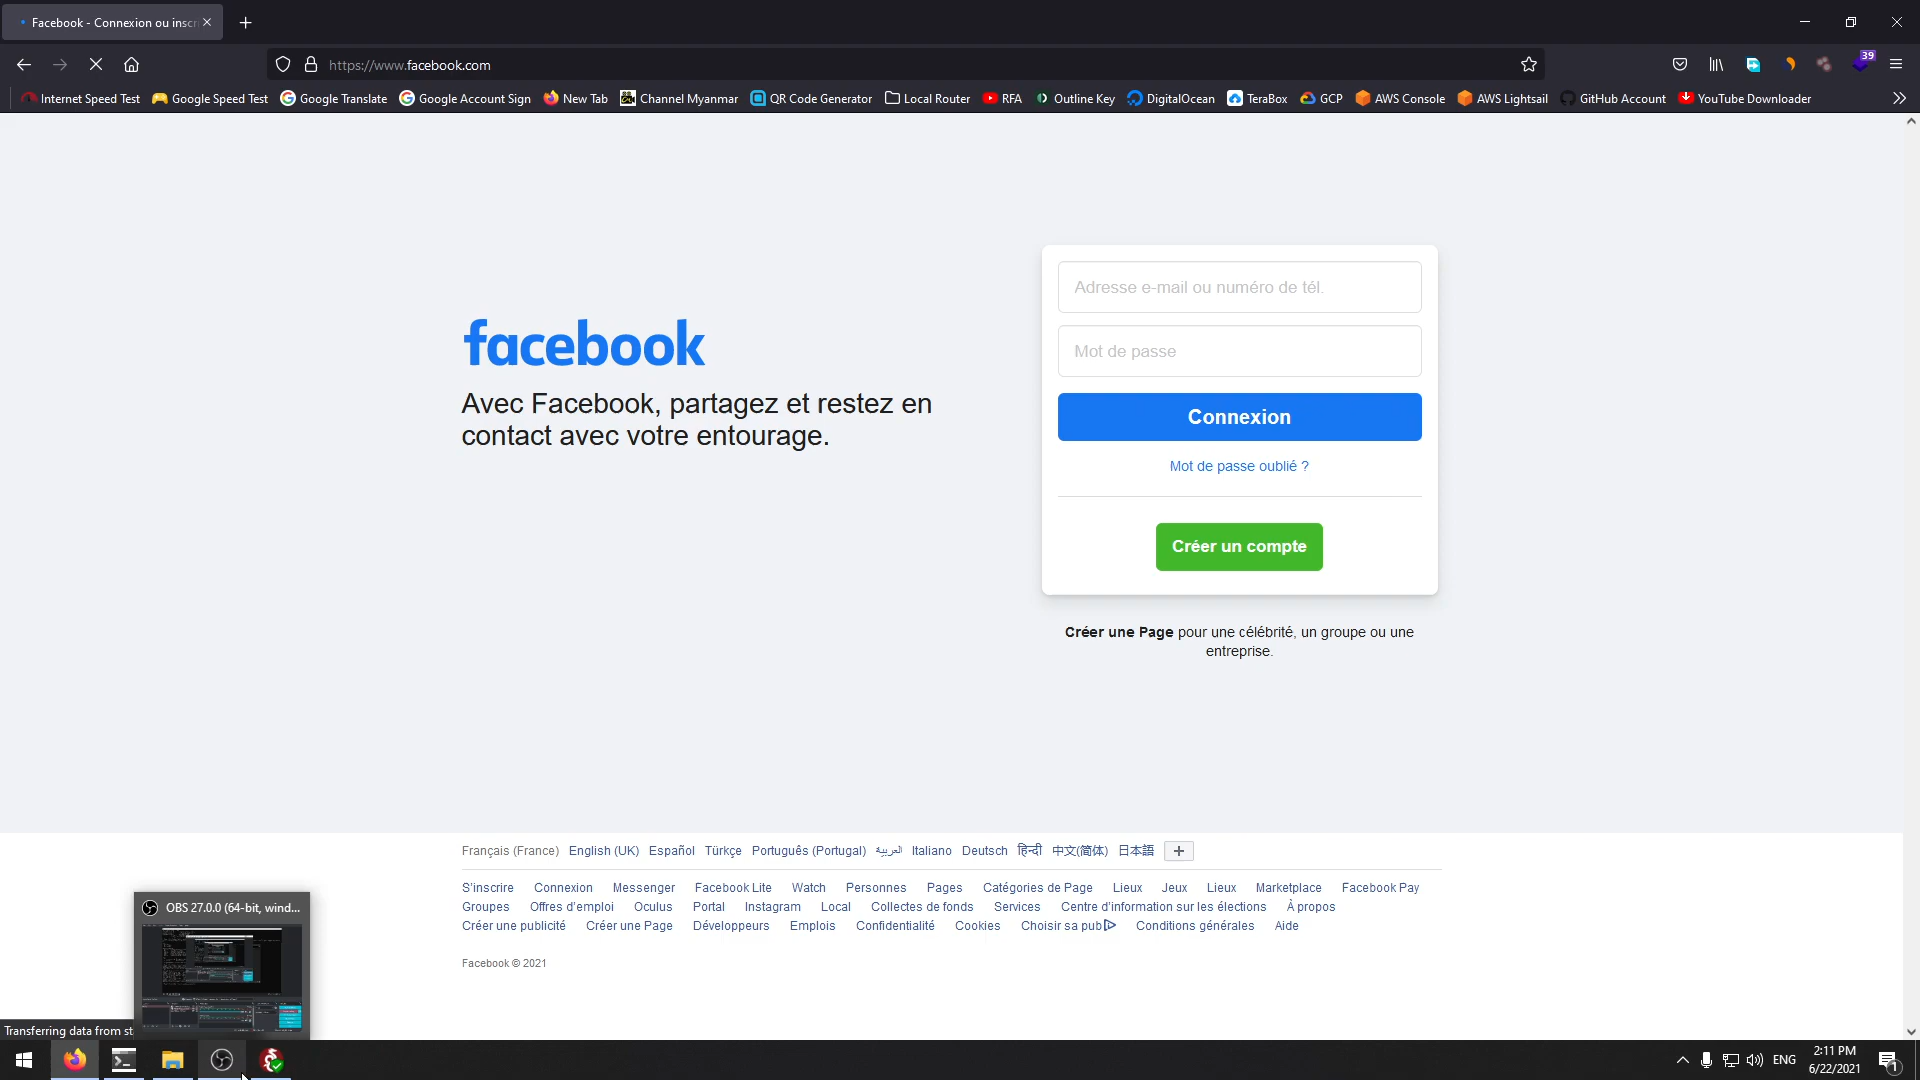 Facebook - Connexion ou inscr
https://www.facebook.com
39
Internet Speed Test Google Speed Test Google Translate Google Account Sign New Tab Channel Myanmar QR Code Generator Local Router RFA Outline Key DigitalOcean TeraBox GCP AWS Console AWS Lightsail GitHub Account YouTube Downloader
Adresse e-mail ou numéro de tél.
facebook
Mot de passe
Avec Facebook, partagez et restez en
contact avec votre entourage.
Connexion
Mot de passe oublié ?
Créer un compte
Créer une Page pour une célébrité, un groupe ou une
entreprise.
Français (France) English (UK) Español Türkçe Português (Portugal) العربية Italiano Deutsch हिन्दी 中文(简体) 日本語 +
S'inscrire Connexion Messenger Facebook Lite Watch Personnes Pages Catégories de Page Lieux Jeux Lieux Marketplace Facebook Pay
Groupes Offres d'emploi Oculus Portal Instagram Local Collectes de fonds Services Centre d'information sur les élections À propos
Créer une publicité Créer une Page Développeurs Emplois Confidentialité Cookies Choisir sa pub Conditions générales Aide
Facebook © 2021
OBS 27.0.0 (64-bit, wind...
Transferring data from st
ENG
2:11 PM
6/22/2021
1